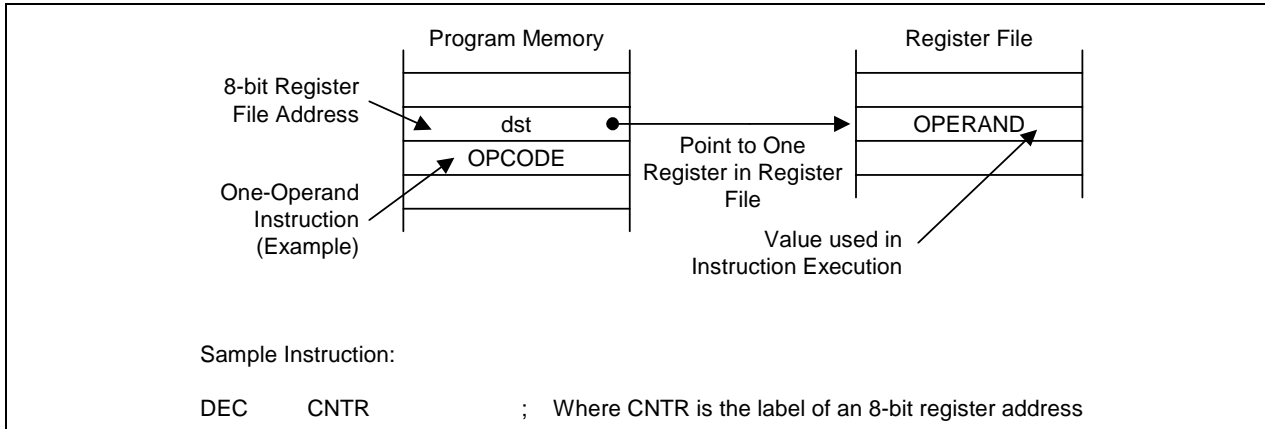 Program Memory
Register File
8-bit Register
File Address
dst
OPERAND
OPCODE
Point to One
Register in Register
File
One-Operand
Instruction
(Example)
Value used in
Instruction Execution
Sample Instruction:
DEC CNTR ; Where CNTR is the label of an 8-bit register address